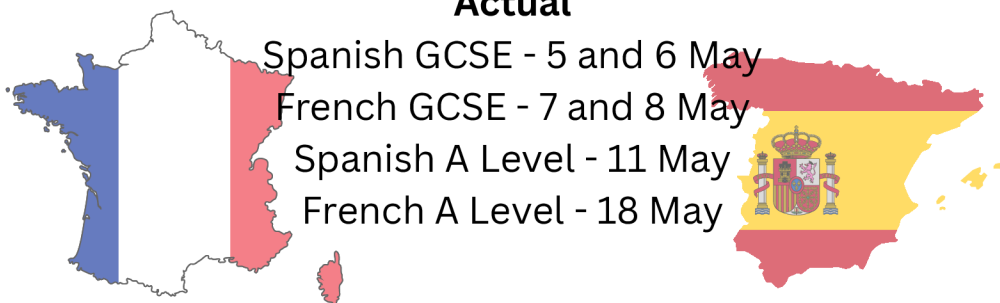 Actual
Spanish GCSE - 5 and 6 May
French GCSE - 7 and 8 May
Spanish A Level - 11 May
French A Level - 18 May